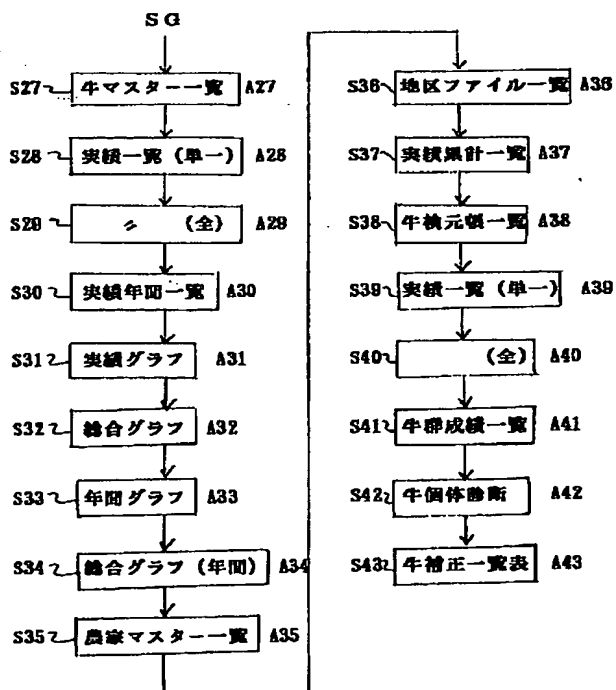 SG
S27 牛マスター一覧 A27
S28 実績一覧 (単一) A28
S29 〃 (全) A29
S30 実績年間一覧 A30
S31 実績グラフ A31
S32 総合グラフ A32
S33 年間グラフ A33
S34 総合グラフ (年間) A34
S35 農家マスター一覧 A35
S36 地区ファイル一覧 A36
S37 実績累計一覧 A37
S38 牛検元帳一覧 A38
S39 実績一覧 (単一) A39
S40 (全) A40
S41 牛群成績一覧 A41
S42 牛個体診断 A42
S43 牛補正一覧表 A43